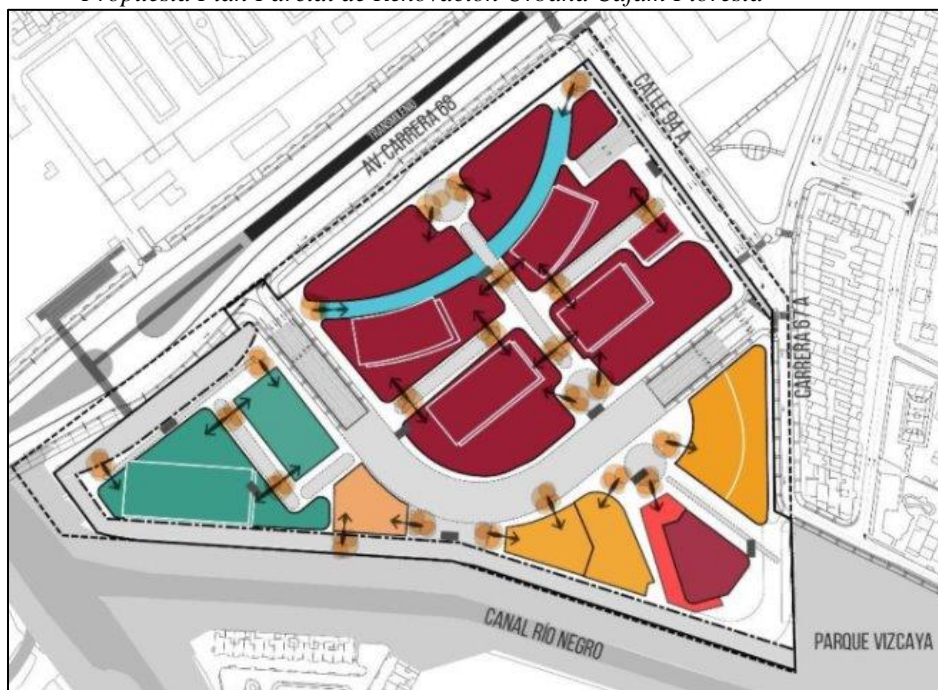 Propuesta Plan Parcial de Renovación Urbana Cafam Floresta
TRANSMILENIO
AV. CARRERA 68
CALLE 94 A
CARRERA 67 A
CANAL RÍO NEGRO
PARQUE VIZCAYA